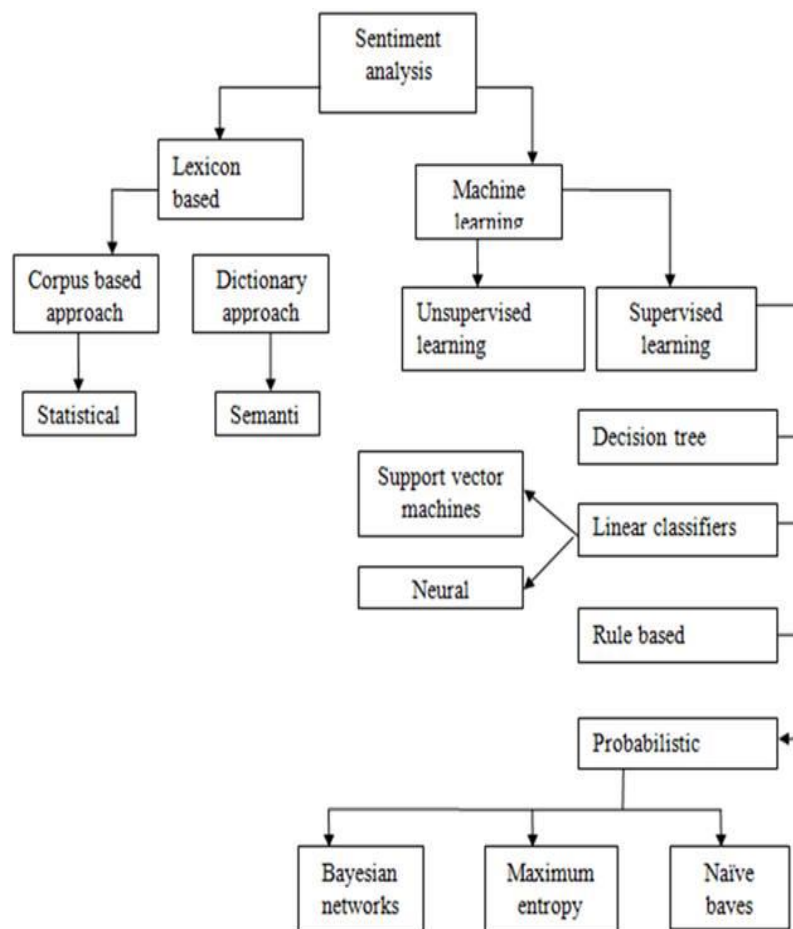 Sentiment
analysis
Lexicon
based
Machine
learning
Corpus based
approach
Dictionary
approach
Unsupervised
learning
Supervised
learning
Statistical
Semanti
Decision tree
Support vector
machines
Linear classifiers
Neural
Rule based
Probabilistic
Bayesian
networks
Maximum
entropy
Naïve
baves